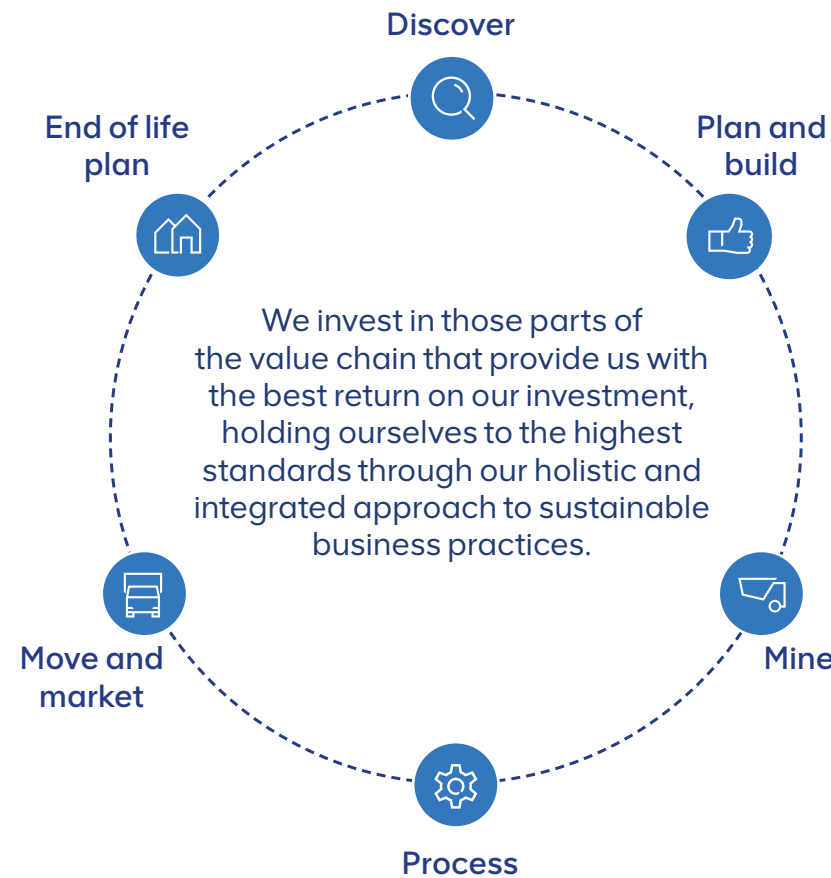 Discover
End of life
plan
Plan and
build
We invest in those parts of
the value chain that provide us with
the best return on our investment,
holding ourselves to the highest
standards through our holistic and
integrated approach to sustainable
business practices.
Move and
market
Mine
Process